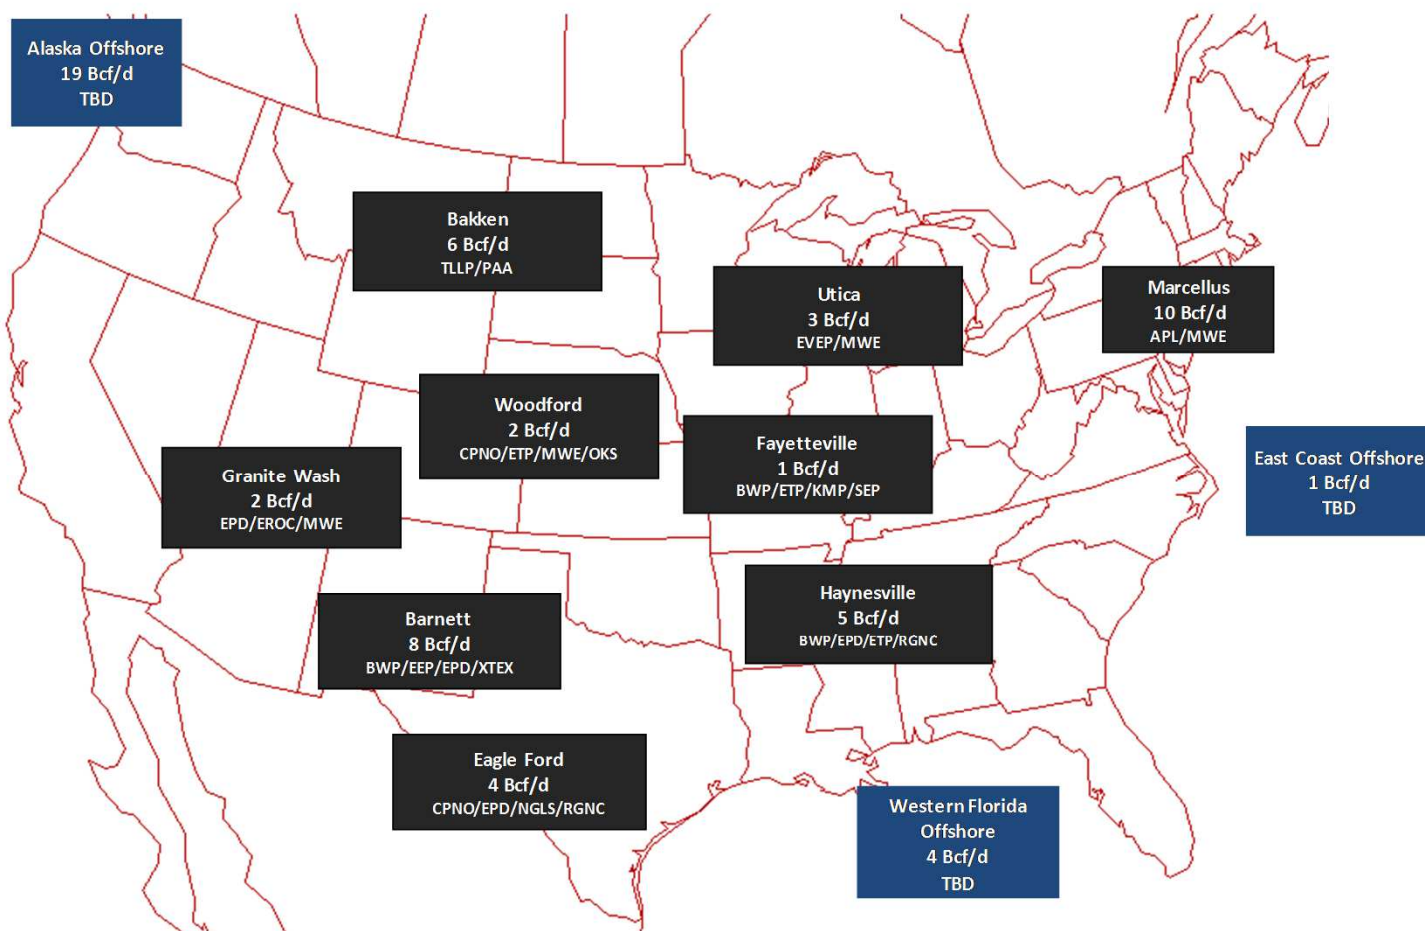 Alaska Offshore
19 Bcf/d
TBD
Bakken
6 Bcf/d
TLLP/PAA
Utica
3 Bcf/d
EVEP/MWE
Marcellus
10 Bcf/d
APL/MWE
Woodford
2 Bcf/d
CPNO/ETP/MWE/OKS
Fayetteville
1 Bcf/d
BWP/ETP/KMP/SEP
Granite Wash
2 Bcf/d
EPD/EROC/MWE
East Coast Offshore
1 Bcf/d
TBD
Haynesville
5 Bcf/d
BWP/EPD/ETP/RGNC
Barnett
8 Bcf/d
BWP/EEP/EPD/XTEX
Eagle Ford
4 Bcf/d
CPNO/EPD/NGLS/RGNC
Western Florida
Offshore
4 Bcf/d
TBD